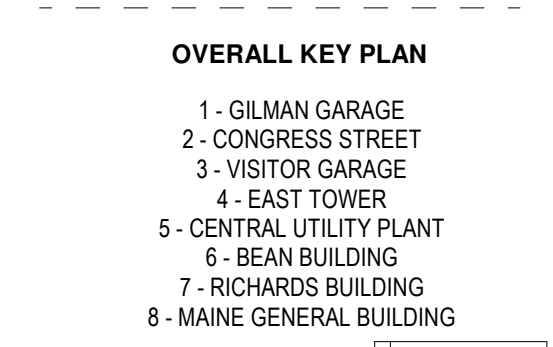 OVERALL KEY PLAN
1 - GILMAN GARAGE
2 - CONGRESS STREET
3 - VISITOR GARAGE
4 - EAST TOWER
5 - CENTRAL UTILITY PLANT
6 - BEAN BUILDING
7 - RICHARDS BUILDING
8 - MAINE GENERAL BUILDING